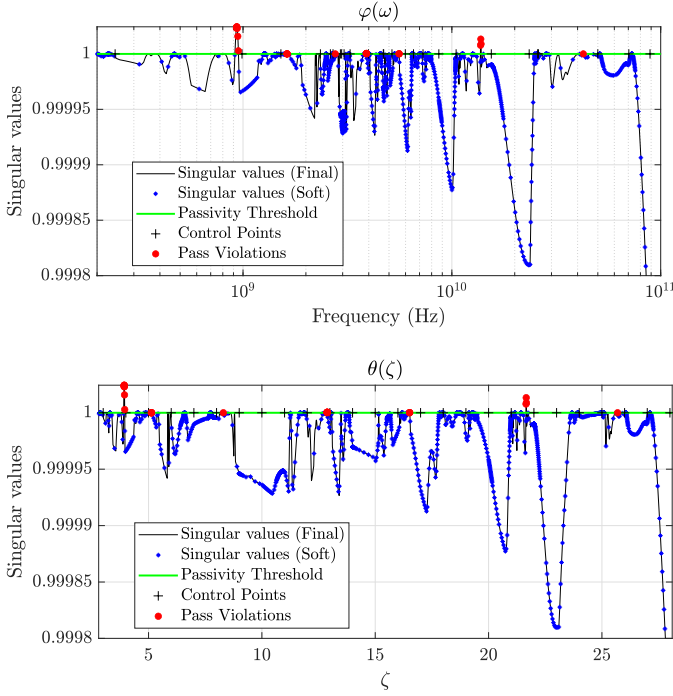 φ(ω)
1
0.99995
0.9999
0.99985
0.9998
Singular values
Singular values (Final)
Singular values (Soft)
Passivity Threshold
Control Points
Pass Violations
10⁹ 10¹⁰ 10¹¹
Frequency (Hz)
θ(ζ)
1
0.99995
0.9999
0.99985
0.9998
Singular values
Singular values (Final)
Singular values (Soft)
Passivity Threshold
Control Points
Pass Violations
5 10 15 20 25
ζ